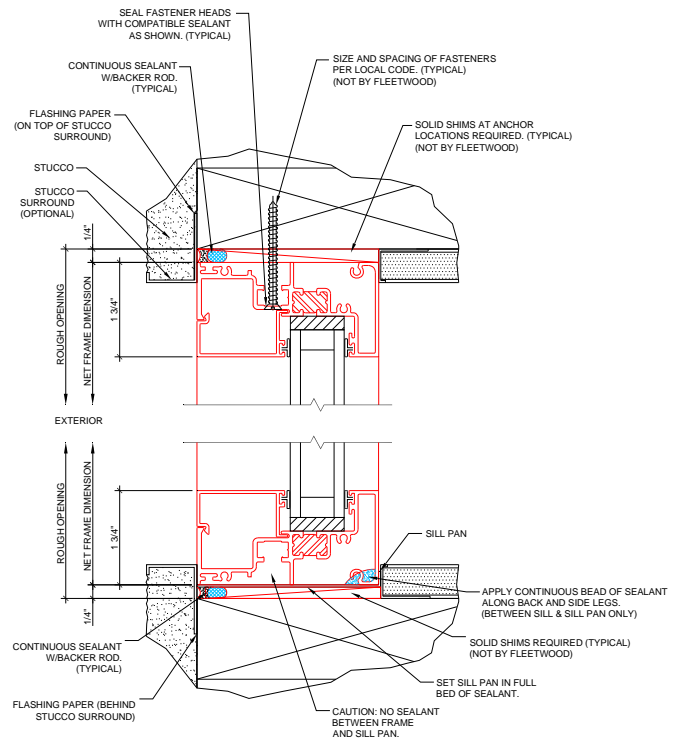 SEAL FASTENER HEADS
WITH COMPATIBLE SEALANT
AS SHOWN. (TYPICAL)
SIZE AND SPACING OF FASTENERS
PER LOCAL CODE. (TYPICAL)
(NOT BY FLEETWOOD)
CONTINUOUS SEALANT
W/BACKER ROD.
(TYPICAL)
FLASHING PAPER
(ON TOP OF STUCCO
SURROUND)
SOLID SHIMS AT ANCHOR
LOCATIONS REQUIRED. (TYPICAL)
(NOT BY FLEETWOOD)
STUCCO
STUCCO
SURROUND
(OPTIONAL)
1/4"
ROUGH OPENING
NET FRAME DIMENSION
1 3/4"
EXTERIOR
ROUGH OPENING
NET FRAME DIMENSION
1 3/4"
1/4"
SILL PAN
APPLY CONTINUOUS BEAD OF SEALANT
ALONG BACK AND SIDE LEGS.
(BETWEEN SILL & SILL PAN ONLY)
SOLID SHIMS REQUIRED (TYPICAL)
(NOT BY FLEETWOOD)
CONTINUOUS SEALANT
W/BACKER ROD.
(TYPICAL)
SET SILL PAN IN FULL
BED OF SEALANT.
FLASHING PAPER (BEHIND
STUCCO SURROUND)
CAUTION: NO SEALANT
BETWEEN FRAME
AND SILL PAN.